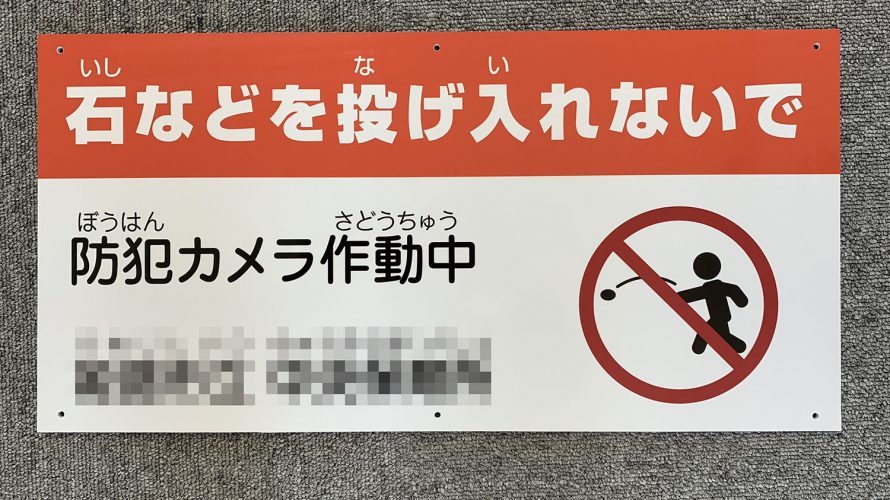 いし な い
石などを投げ入れないで
ぼうはん さどうちゅう
防犯カメラ作動中